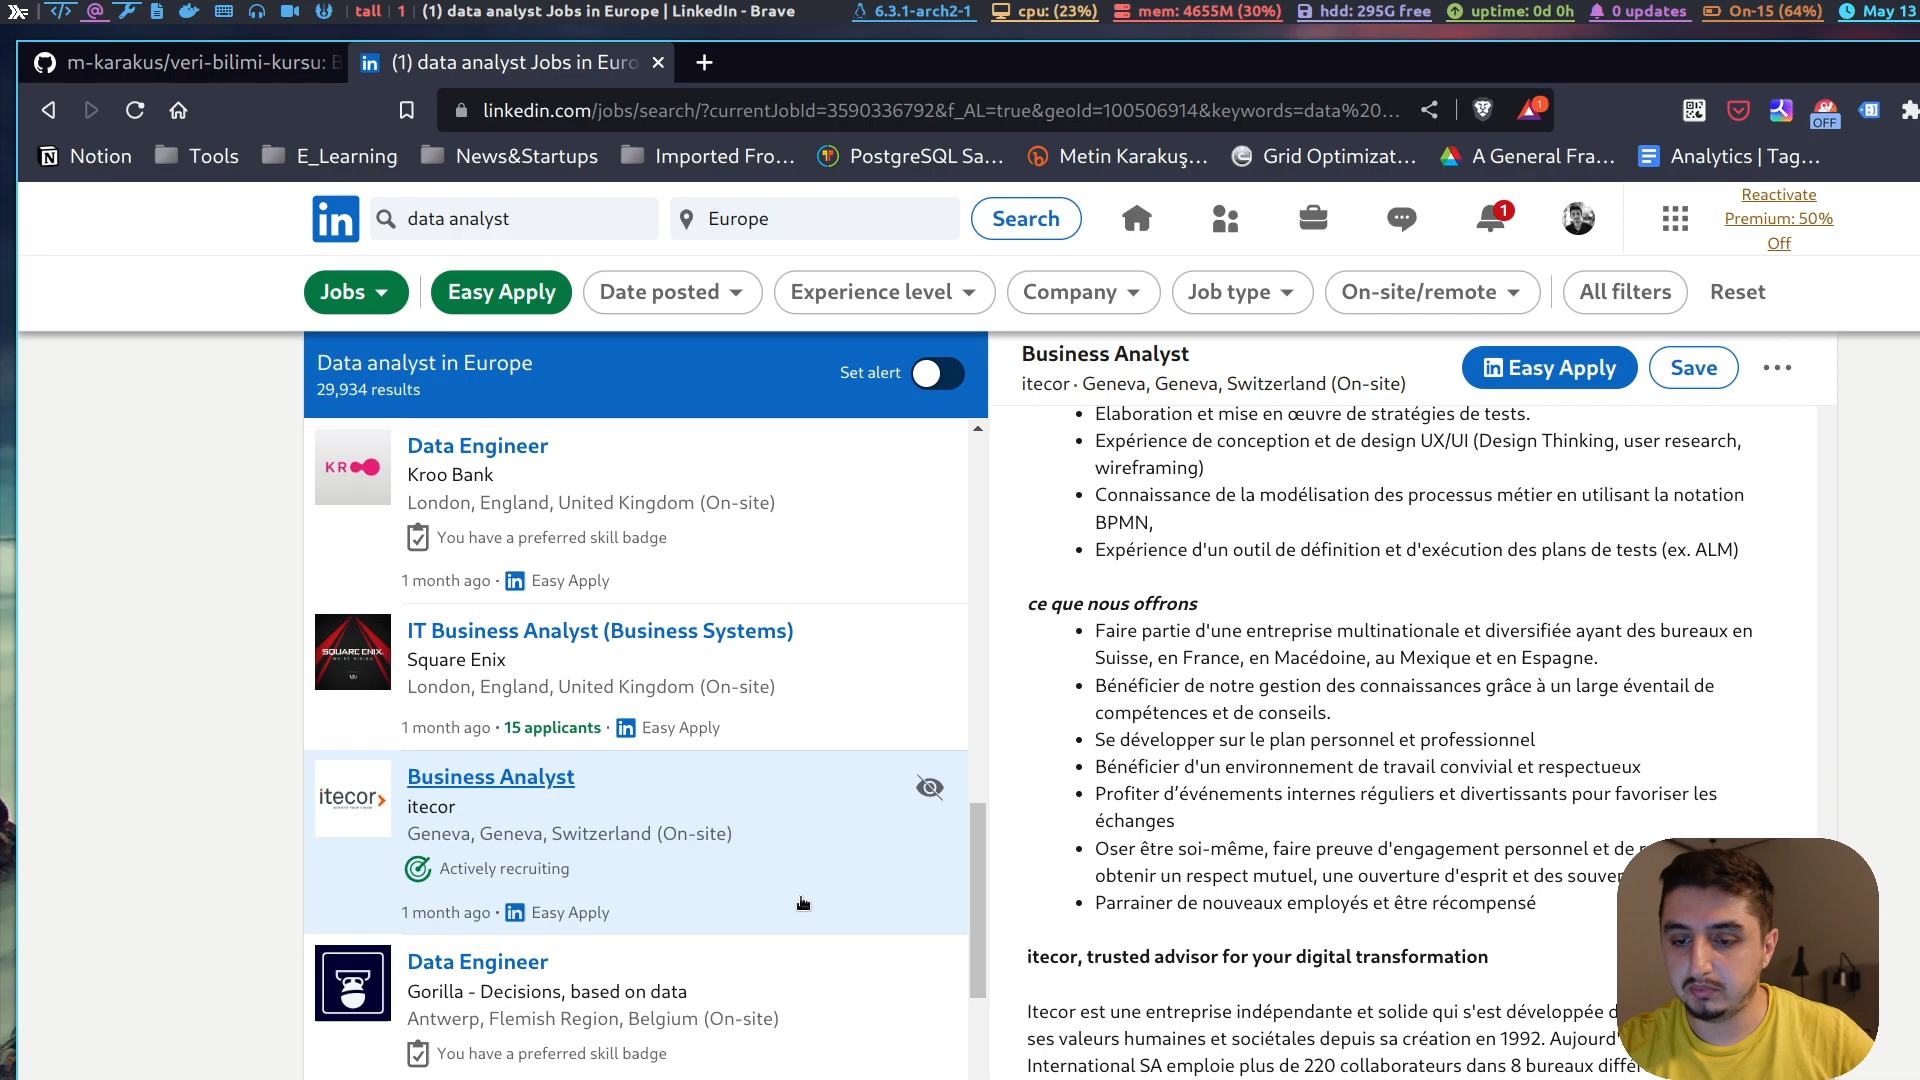 </> @ | tall | 1 | (1) data analyst Jobs in Europe | LinkedIn - Brave
6.3.1-arch2-1 | cpu: (23%) | mem: 4655M (30%) | hdd: 295G free | uptime: 0d 0h | 0 updates | On-15 (64%) | May 13
m-karakus/veri-bilimi-kursu: B
(1) data analyst Jobs in Euro
linkedin.com/jobs/search/?currentJobId=3590336792&f_AL=true&geoId=100506914&keywords=data%20...
1
OFF
Notion
Tools
E_Learning
News&Startups
Imported Fro...
PostgreSQL Sa...
Metin Karakuş...
Grid Optimizat...
A General Fra...
Analytics | Tag...
in
data analyst
Europe
Search
1
Reactivate
Premium: 50%
Off
Jobs
Easy Apply
Date posted
Experience level
Company
Job type
On-site/remote
All filters
Reset
Data analyst in Europe
29,934 results
Set alert
KROO
Data Engineer
Kroo Bank
London, England, United Kingdom (On-site)
You have a preferred skill badge
1 month ago · in Easy Apply
SQUARE ENIX
IT Business Analyst (Business Systems)
Square Enix
London, England, United Kingdom (On-site)
1 month ago · 15 applicants · in Easy Apply
itecor
Business Analyst
itecor
Geneva, Geneva, Switzerland (On-site)
Actively recruiting
1 month ago · in Easy Apply
Data Engineer
Gorilla - Decisions, based on data
Antwerp, Flemish Region, Belgium (On-site)
You have a preferred skill badge
Business Analyst
itecor · Geneva, Geneva, Switzerland (On-site)
in Easy Apply
Save
• Elaboration et mise en œuvre de stratégies de tests.
• Expérience de conception et de design UX/UI (Design Thinking, user research,
wireframing)
• Connaissance de la modélisation des processus métier en utilisant la notation
BPMN,
• Expérience d'un outil de définition et d'exécution des plans de tests (ex. ALM)
ce que nous offrons
• Faire partie d'une entreprise multinationale et diversifiée ayant des bureaux en
Suisse, en France, en Macédoine, au Mexique et en Espagne.
• Bénéficier de notre gestion des connaissances grâce à un large éventail de
compétences et de conseils.
• Se développer sur le plan personnel et professionnel
• Bénéficier d'un environnement de travail convivial et respectueux
• Profiter d’événements internes réguliers et divertissants pour favoriser les
échanges
• Oser être soi-même, faire preuve d'engagement personnel et de
obtenir un respect mutuel, une ouverture d'esprit et des
• Parrainer de nouveaux employés et être récompensé
itecor, trusted advisor for your digital transformation
Itecor est une entreprise indépendante et solide qui s'est développée
ses valeurs humaines et sociétales depuis sa création en 1992.
International SA emploie plus de 220 collaborateurs dans 8 bureaux